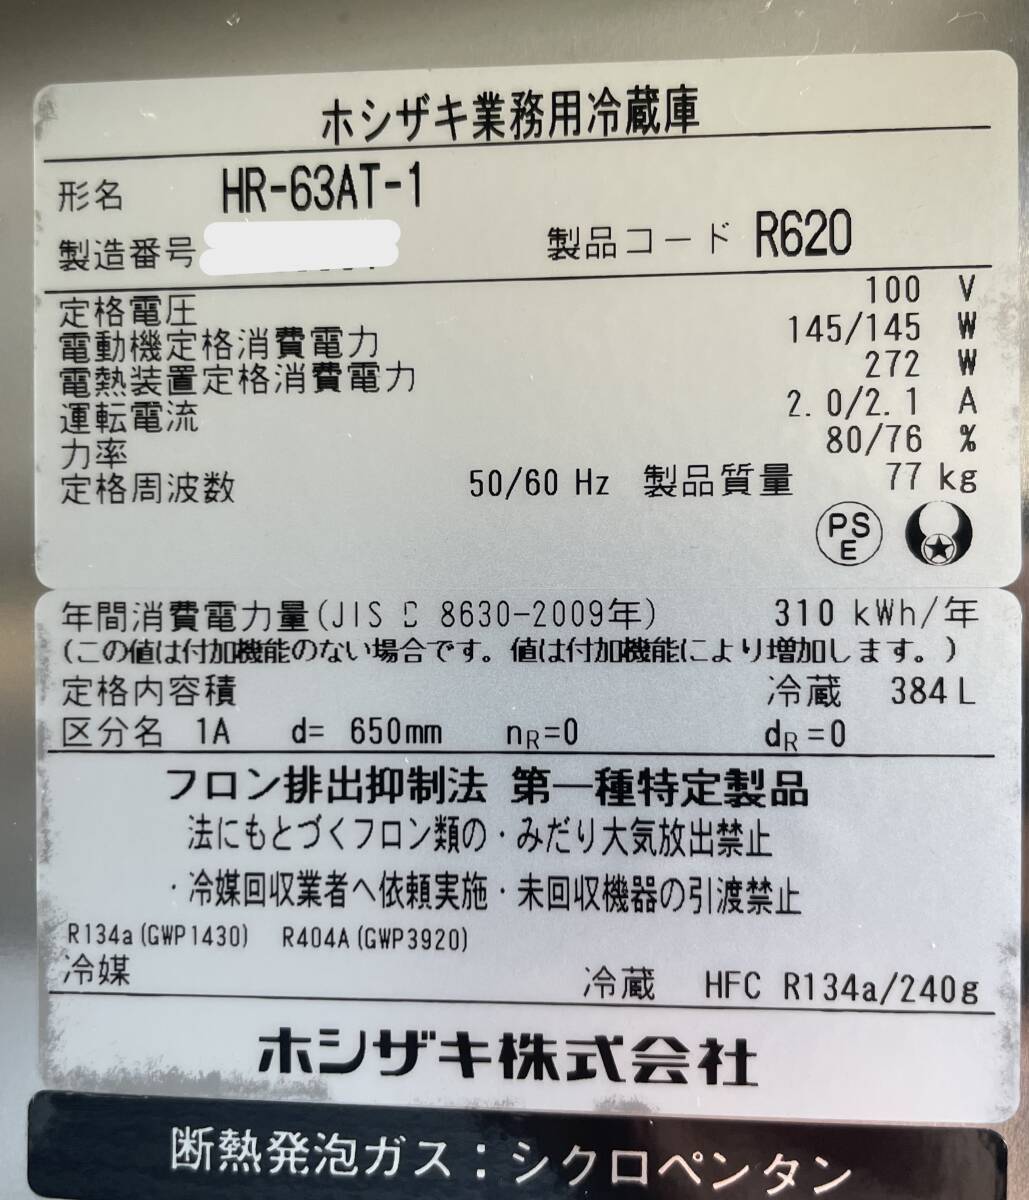 ホシザキ業務用冷蔵庫
形名 HR-63AT-1
製造番号 製品コード R620
定格電圧 100 V
電動機定格消費電力 145/145 W
電熱装置定格消費電力 272 W
運転電流 2.0/2.1 A
力率 80/76 %
定格周波数 50/60 Hz 製品質量 77 kg
PS
E
年間消費電力量(JIS C 8630-2009年) 310 kWh/年
(この値は付加機能のない場合です。値は付加機能により増加します。)
定格内容積 冷蔵 384 L
区分名 1A d= 650mm nR=0 dR=0
フロン排出抑制法 第一種特定製品
法にもとづくフロン類の・みだり大気放出禁止
・冷媒回収業者へ依頼実施・未回収機器の引渡禁止
R134a(GWP1430) R404A(GWP3920)
冷媒 冷蔵 HFC R134a/240g
ホシザキ株式会社
断熱発泡ガス：シクロペンタン